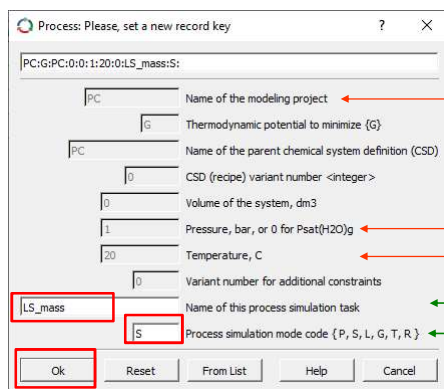 Process: Please, set a new record key ? ×
PC:G:PC:0:0:1:20:0:LS_mass:S:
PC Name of the modeling project
G Thermodynamic potential to minimize {G}
PC Name of the parent chemical system definition (CSD)
0 CSD (recipe) variant number <integer>
0 Volume of the system, dm3
1 Pressure, bar, or 0 for Psat(H2O)g
20 Temperature, C
0 Variant number for additional constraints
LS_mass Name of this process simulation task
S Process simulation mode code { P, S, L, G, T, R }
Ok Reset From List Help Cancel